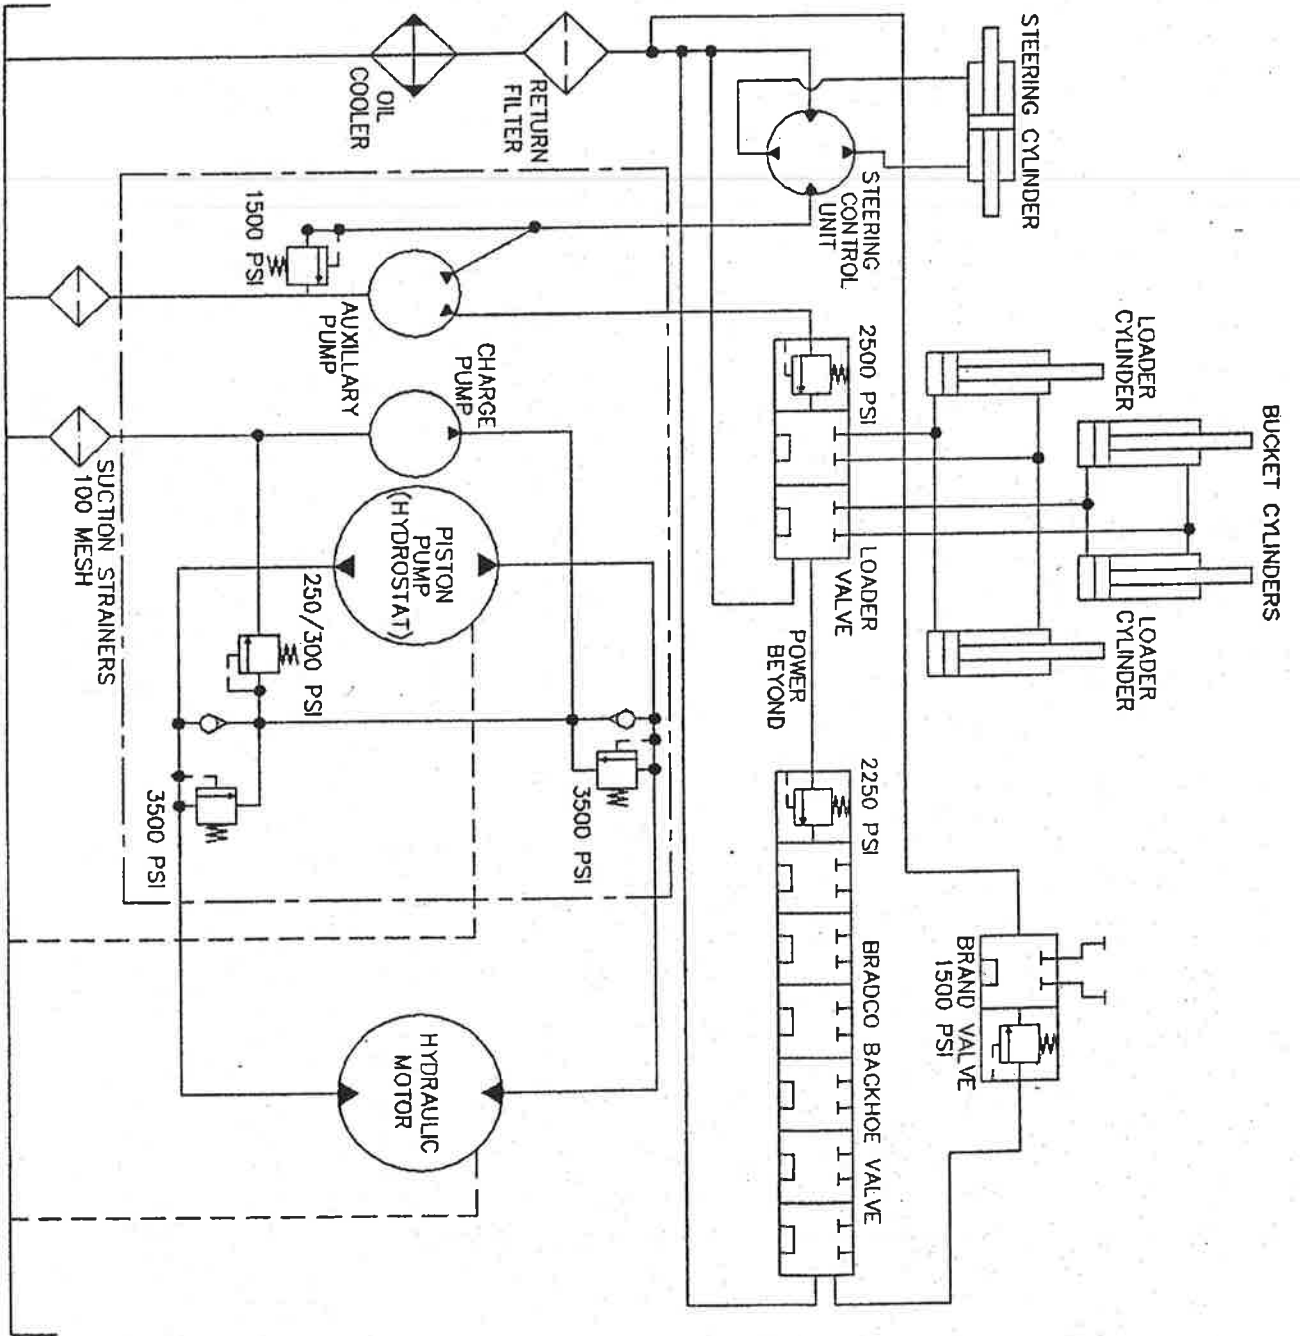 STEERING CYLINDER
LOADER
CYLINDER
BUCKET CYLINDERS
LOADER
CYLINDER
BRAND VALVE
1500 PSI
STEERING
CONTROL
UNIT
2500 PSI
LOADER
VALVE
POWER
BEYOND
2250 PSI
BRADCO BACKHOE VALVE
RETURN
FILTER
OIL
COOLER
1500 PSI
AUXILLARY
PUMP
CHARGE
PUMP
PISTON
PUMP
(HYDROSTAT)
SUCTION STRAINERS
100 MESH
250/300 PSI
3500 PSI
3500 PSI
HYDRAULIC
MOTOR